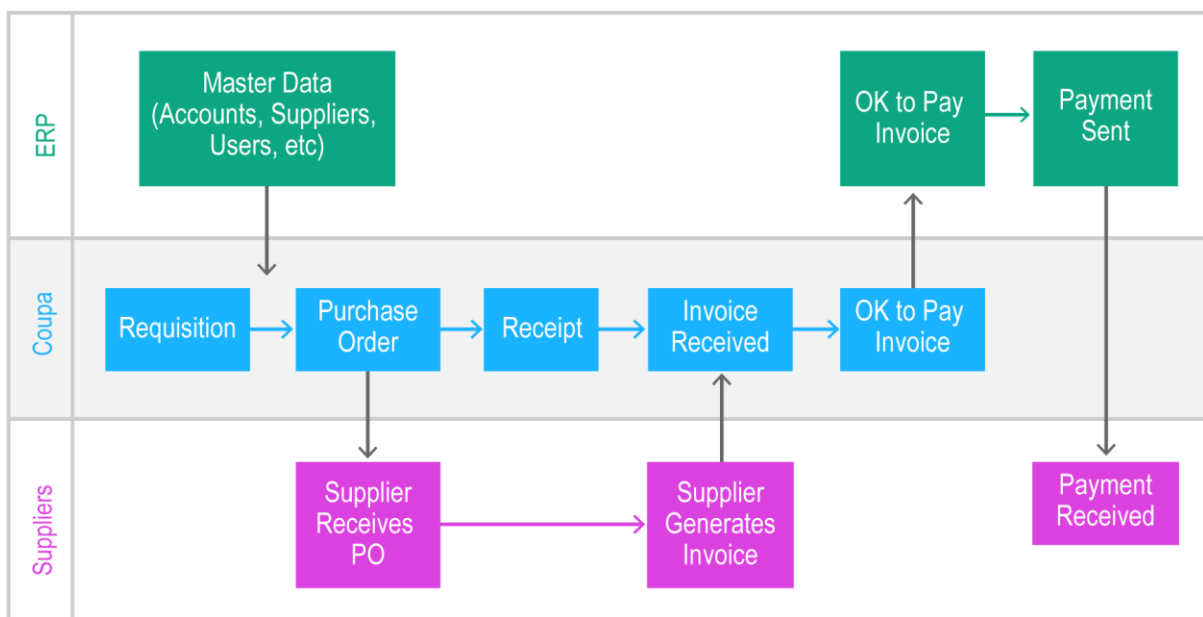 ERP
Master Data
(Accounts, Suppliers,
Users, etc)
OK to Pay
Invoice
Payment
Sent
Coupa
Requisition
Purchase
Order
Receipt
Invoice
Received
OK to Pay
Invoice
Suppliers
Supplier
Receives
PO
Supplier
Generates
Invoice
Payment
Received